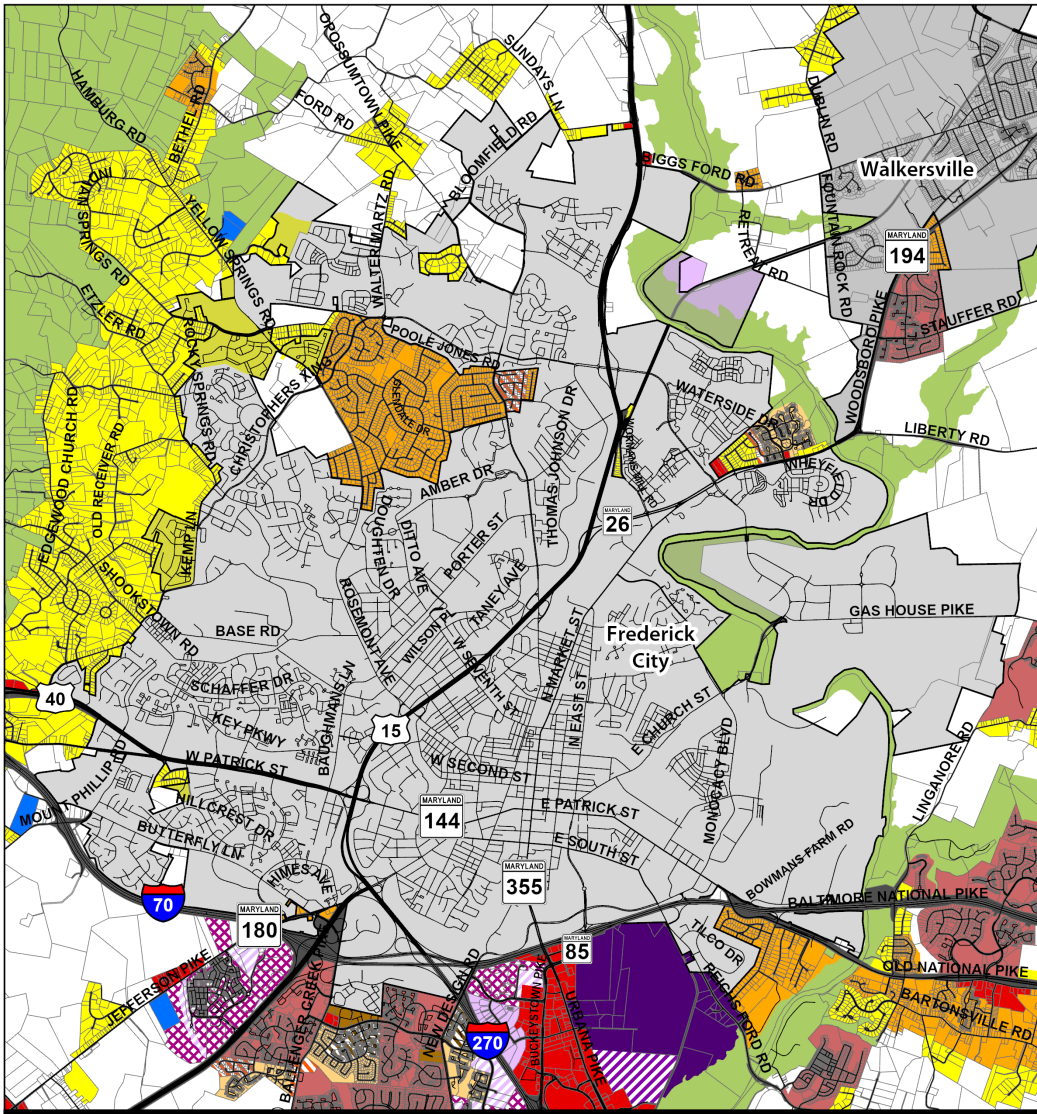 OPOSSUMTOWN PIKE
SUNDAYS LN
HAMBURG RD
BETHEL RD
FORD RD
BLOOMFIELD RD
DUBLIN RD
BIGGS FORD RD
Walkersville
INDIAN SPRINGS RD
YELLOW SPRINGS RD
WALTER MARTZ RD
RETREAT RD
FOUNTAIN ROCK RD
MARYLAND
194
ETZLER RD
STAUFFER RD
POOLE JONES RD
ROCKY SPRINGS RD
CHRISTOPHERS XING
WATERSIDE DR
WOODSBORO PIKE
LIBERTY RD
EDGEWOOD CHURCH RD
OLD RECEIVER RD
THOMAS JOHNSON DR
AMBER DR
WHEYFIELD DR
MARYLAND
26
KEMP LN
DOUGHTEN DR
DITTO AVE
PORTER ST
SHOOKSTOWN RD
ROSEMONT AVE
WILSON PL
TANEY AVE
GAS HOUSE PIKE
BASE RD
W SEVENTH ST
N MARKET ST
N EAST ST
Frederick
City
SCHAFFER DR
40
KEY PKWY
BAUGHMANS LN
15
E CHURCH ST
MONOCACY BLVD
W PATRICK ST
W SECOND ST
LINGANORE RD
MOUNT PHILLIP RD
HILLCREST DR
MARYLAND
144
E PATRICK ST
BUTTERFLY LN
E SOUTH ST
BOWMANS FARM RD
HIMES AVE
MARYLAND
355
70
BALTIMORE NATIONAL PIKE
MARYLAND
180
MARYLAND
85
TILCO DR
OLD NATIONAL PIKE
JEFFERSON PIKE
BALLENGER CREEK PIKE
NEW DESIGN RD
BUCKEYSTOWN PIKE
URBANA PIKE
REICHS FORD RD
BARTONSVILLE RD
270